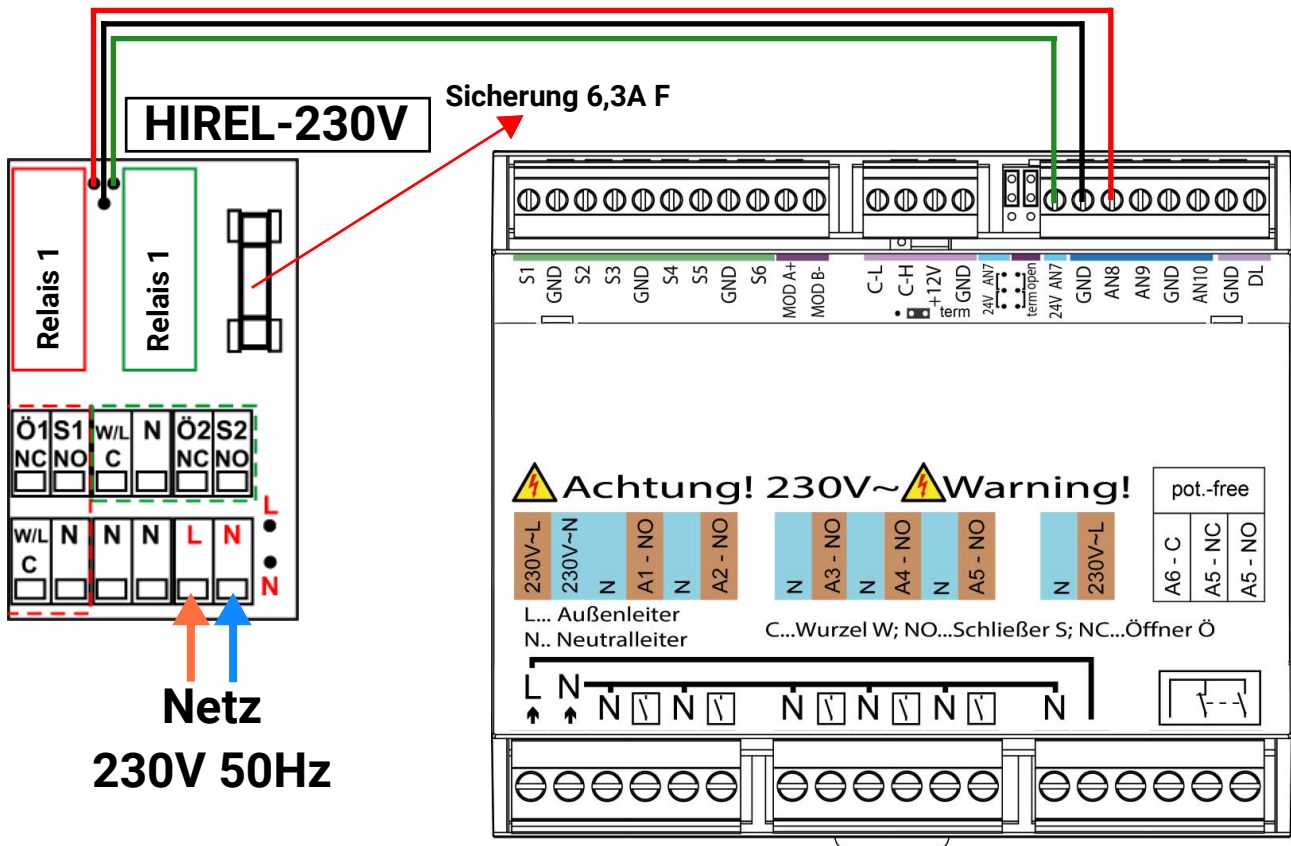 Sicherung 6,3A F
HIREL-230V
Relais 1
Relais 1
Ö1 S1 W/L N Ö2 S2
NC NO C NC NO
L
W/L N N N L N
C
N
Netz
230V 50Hz
S1 GND S2 S3 GND S4 S5 GND S6 MOD A+ MOD B- C-L C-H +12V GND 24V AN7 term open 24V AN7 GND AN8 AN9 GND AN10 GND DL
term
Achtung! 230V~ Warning!
pot.-free
230V~L 230V~N N A1 - NO N A2 - NO N A3 - NO N A4 - NO N A5 - NO N 230V~L A6 - C A5 - NC A5 - NO
L... Außenleiter
N.. Neutralleiter
C...Wurzel W; NO...Schließer S; NC...Öffner Ö
L N N N N N N N